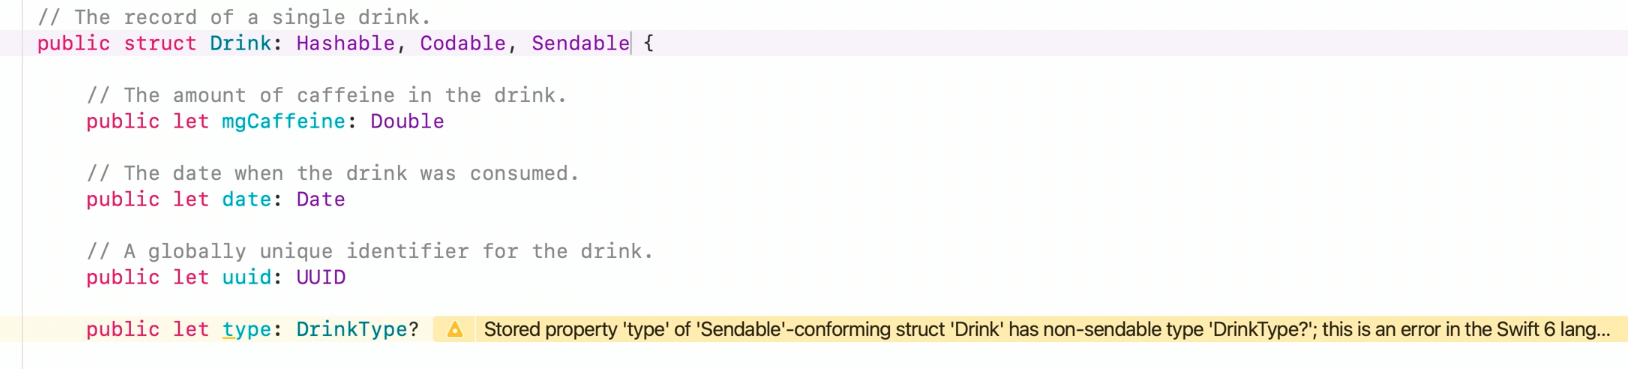 // The record of a single drink.
public struct Drink: Hashable, Codable, Sendable {
// The amount of caffeine in the drink.
public let mgCaffeine: Double
// The date when the drink was consumed.
public let date: Date
// A globally unique identifier for the drink.
public let uuid: UUID
public let type: DrinkType? Stored property 'type' of 'Sendable'-conforming struct 'Drink' has non-sendable type 'DrinkType?'; this is an error in the Swift 6 lang...